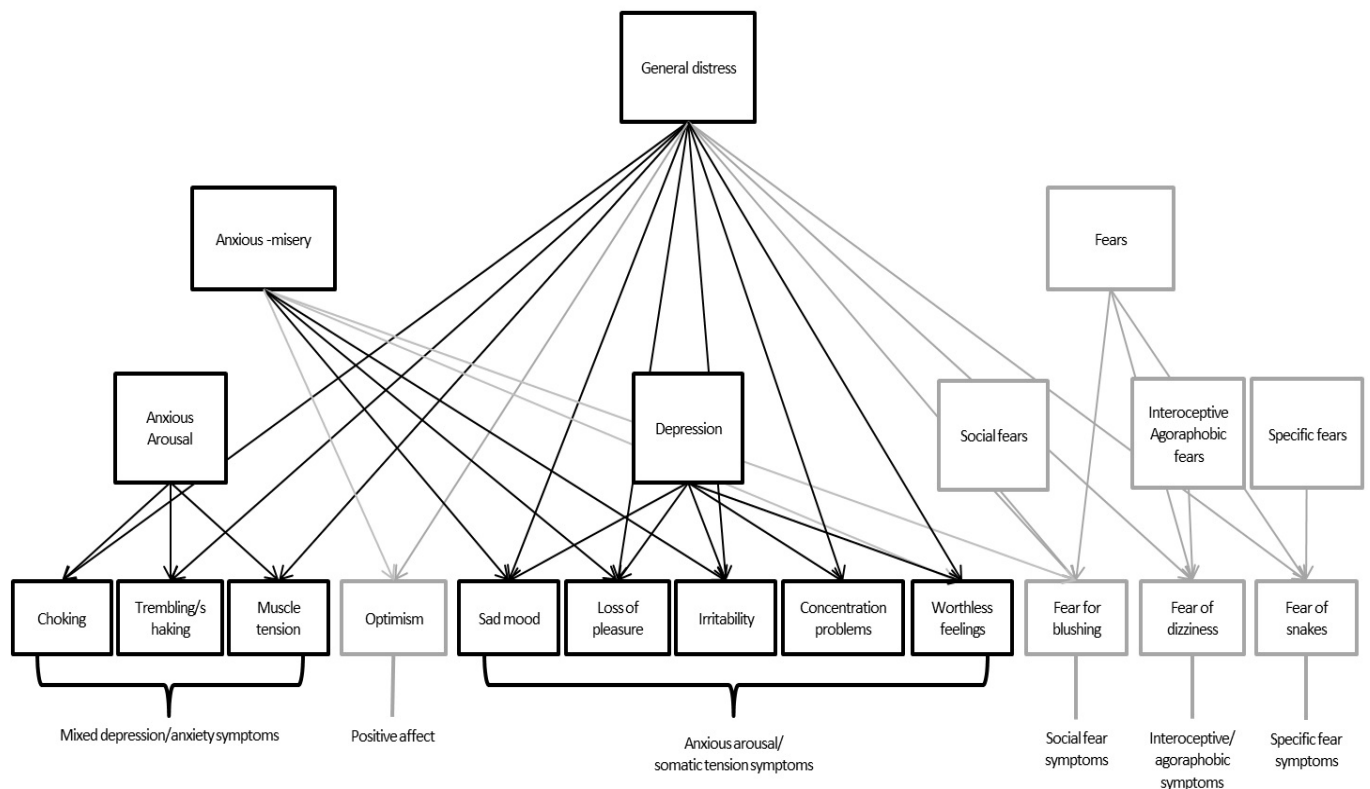 General distress
Anxious -misery
Fears
Anxious
Arousal
Depression
Social fears
Interoceptive
Agoraphobic
fears
Specific fears
Choking
Trembling/s
haking
Muscle
tension
Optimism
Sad mood
Loss of
pleasure
Irritability
Concentration
problems
Worthless
feelings
Fear for
blushing
Fear of
dizziness
Fear of
snakes
Mixed depression/anxiety symptoms
Positive affect
Anxious arousal/
somatic tension symptoms
Social fear
symptoms
Interoceptive/
agoraphobic
symptoms
Specific fear
symptoms